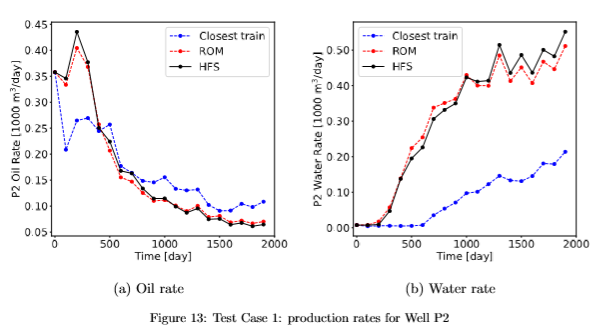 Closest train
ROM
HFS
P2 Oil Rate [1000 m³/day]
0.45
0.40
0.35
0.30
0.25
0.20
0.15
0.10
0.05
0 500 1000 1500 2000
Time [day]
(a) Oil rate
Closest train
ROM
HFS
P2 Water Rate [1000 m³/day]
0.50
0.40
0.30
0.20
0.10
0.00
0 500 1000 1500 2000
Time [day]
(b) Water rate
Figure 13: Test Case 1: production rates for Well P2